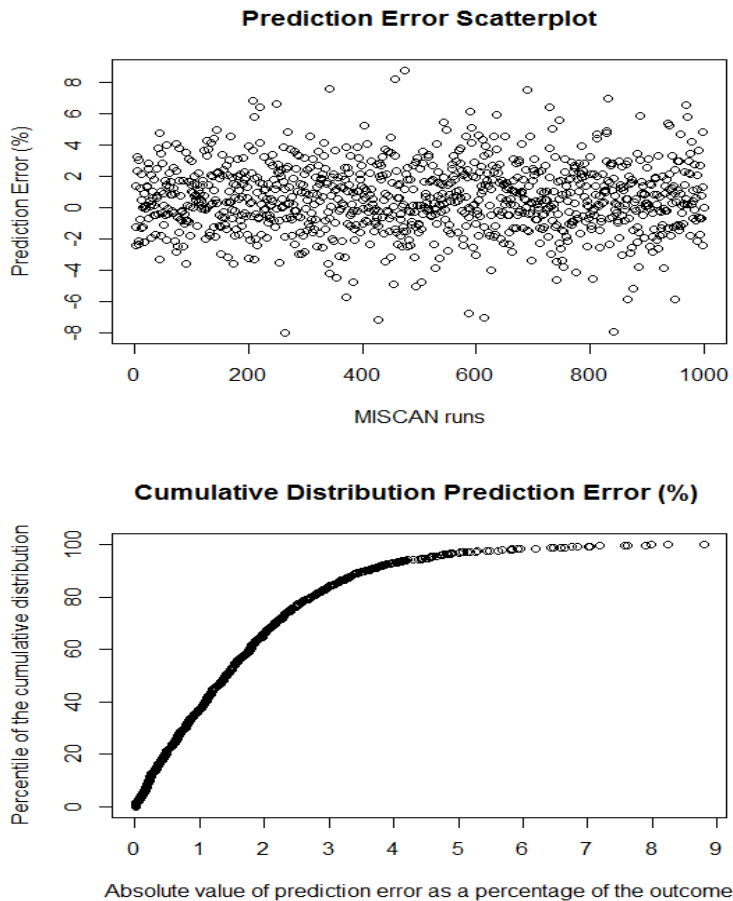 Prediction Error Scatterplot
Prediction Error (%)
8
6
4
2
0
-2
-4
-6
-8
0 200 400 600 800 1000
MISCAN runs
Cumulative Distribution Prediction Error (%)
Percentile of the cumulative distribution
100
80
60
40
20
0
0 1 2 3 4 5 6 7 8 9
Absolute value of prediction error as a percentage of the outcome